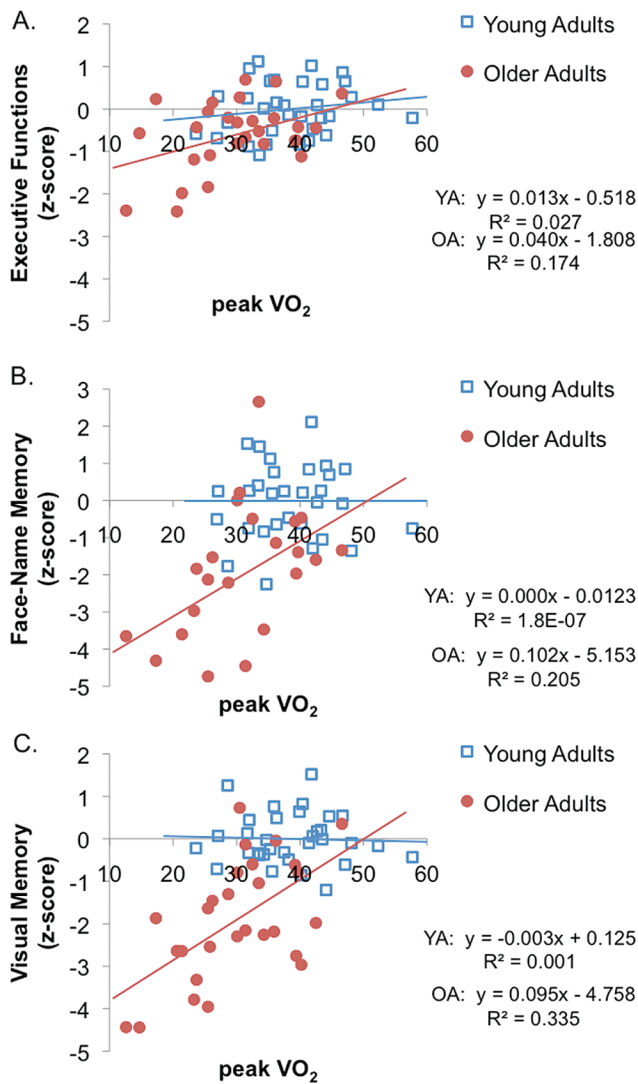 A.
Young Adults
Older Adults
Executive Functions
(z-score)
2
1
0
-1
-2
-3
-4
-5
10 20 30 40 50 60
YA: y = 0.013x - 0.518
R² = 0.027
OA: y = 0.040x - 1.808
R² = 0.174
peak VO₂
B.
Young Adults
Older Adults
Face-Name Memory
(z-score)
3
2
1
0
-1
-2
-3
-4
-5
10 20 30 40 50 60
YA: y = 0.000x - 0.0123
R² = 1.8E-07
OA: y = 0.102x - 5.153
R² = 0.205
peak VO₂
C.
Young Adults
Older Adults
Visual Memory
(z-score)
2
1
0
-1
-2
-3
-4
-5
10 20 30 40 50 60
YA: y = -0.003x + 0.125
R² = 0.001
OA: y = 0.095x - 4.758
R² = 0.335
peak VO₂